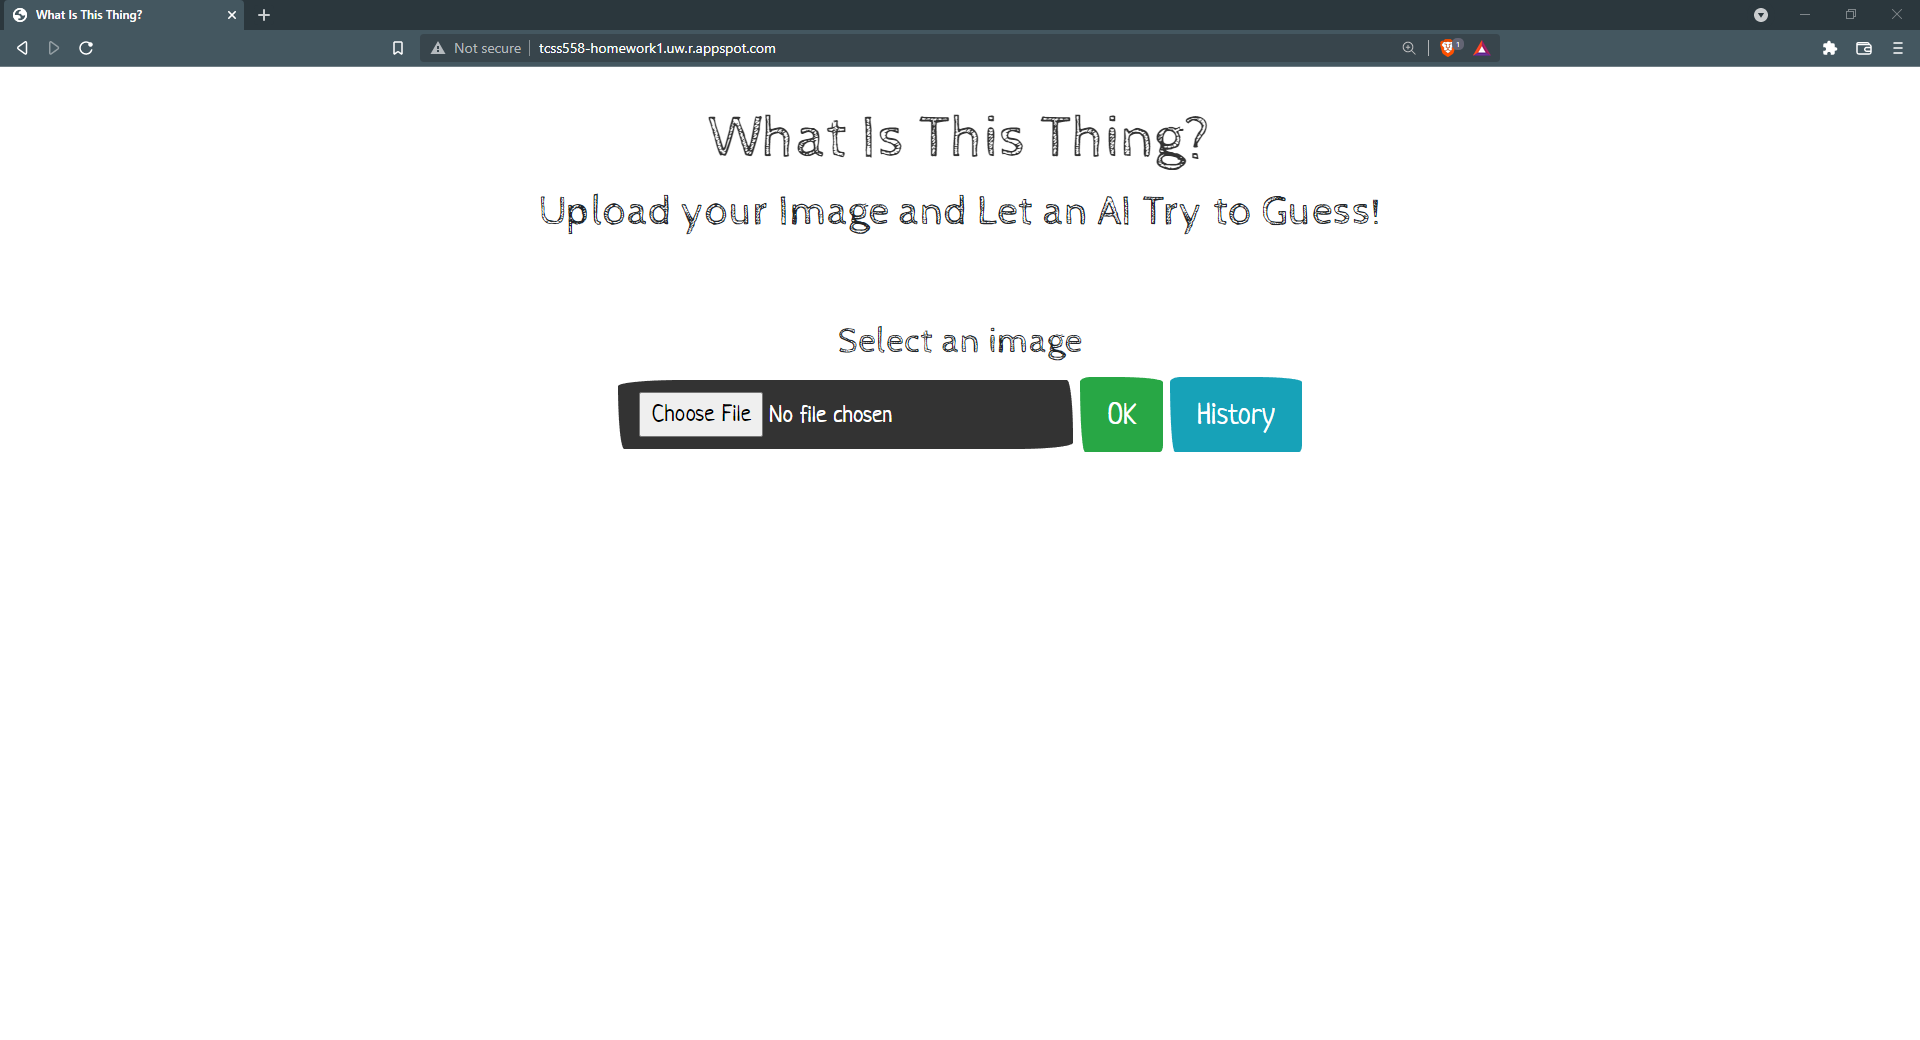 What Is This Thing?
Not secure tcss558-homework1.uw.r.appspot.com 1
What Is This Thing?
Upload your Image and Let an AI Try to Guess!
Select an image
Choose File No file chosen OK History